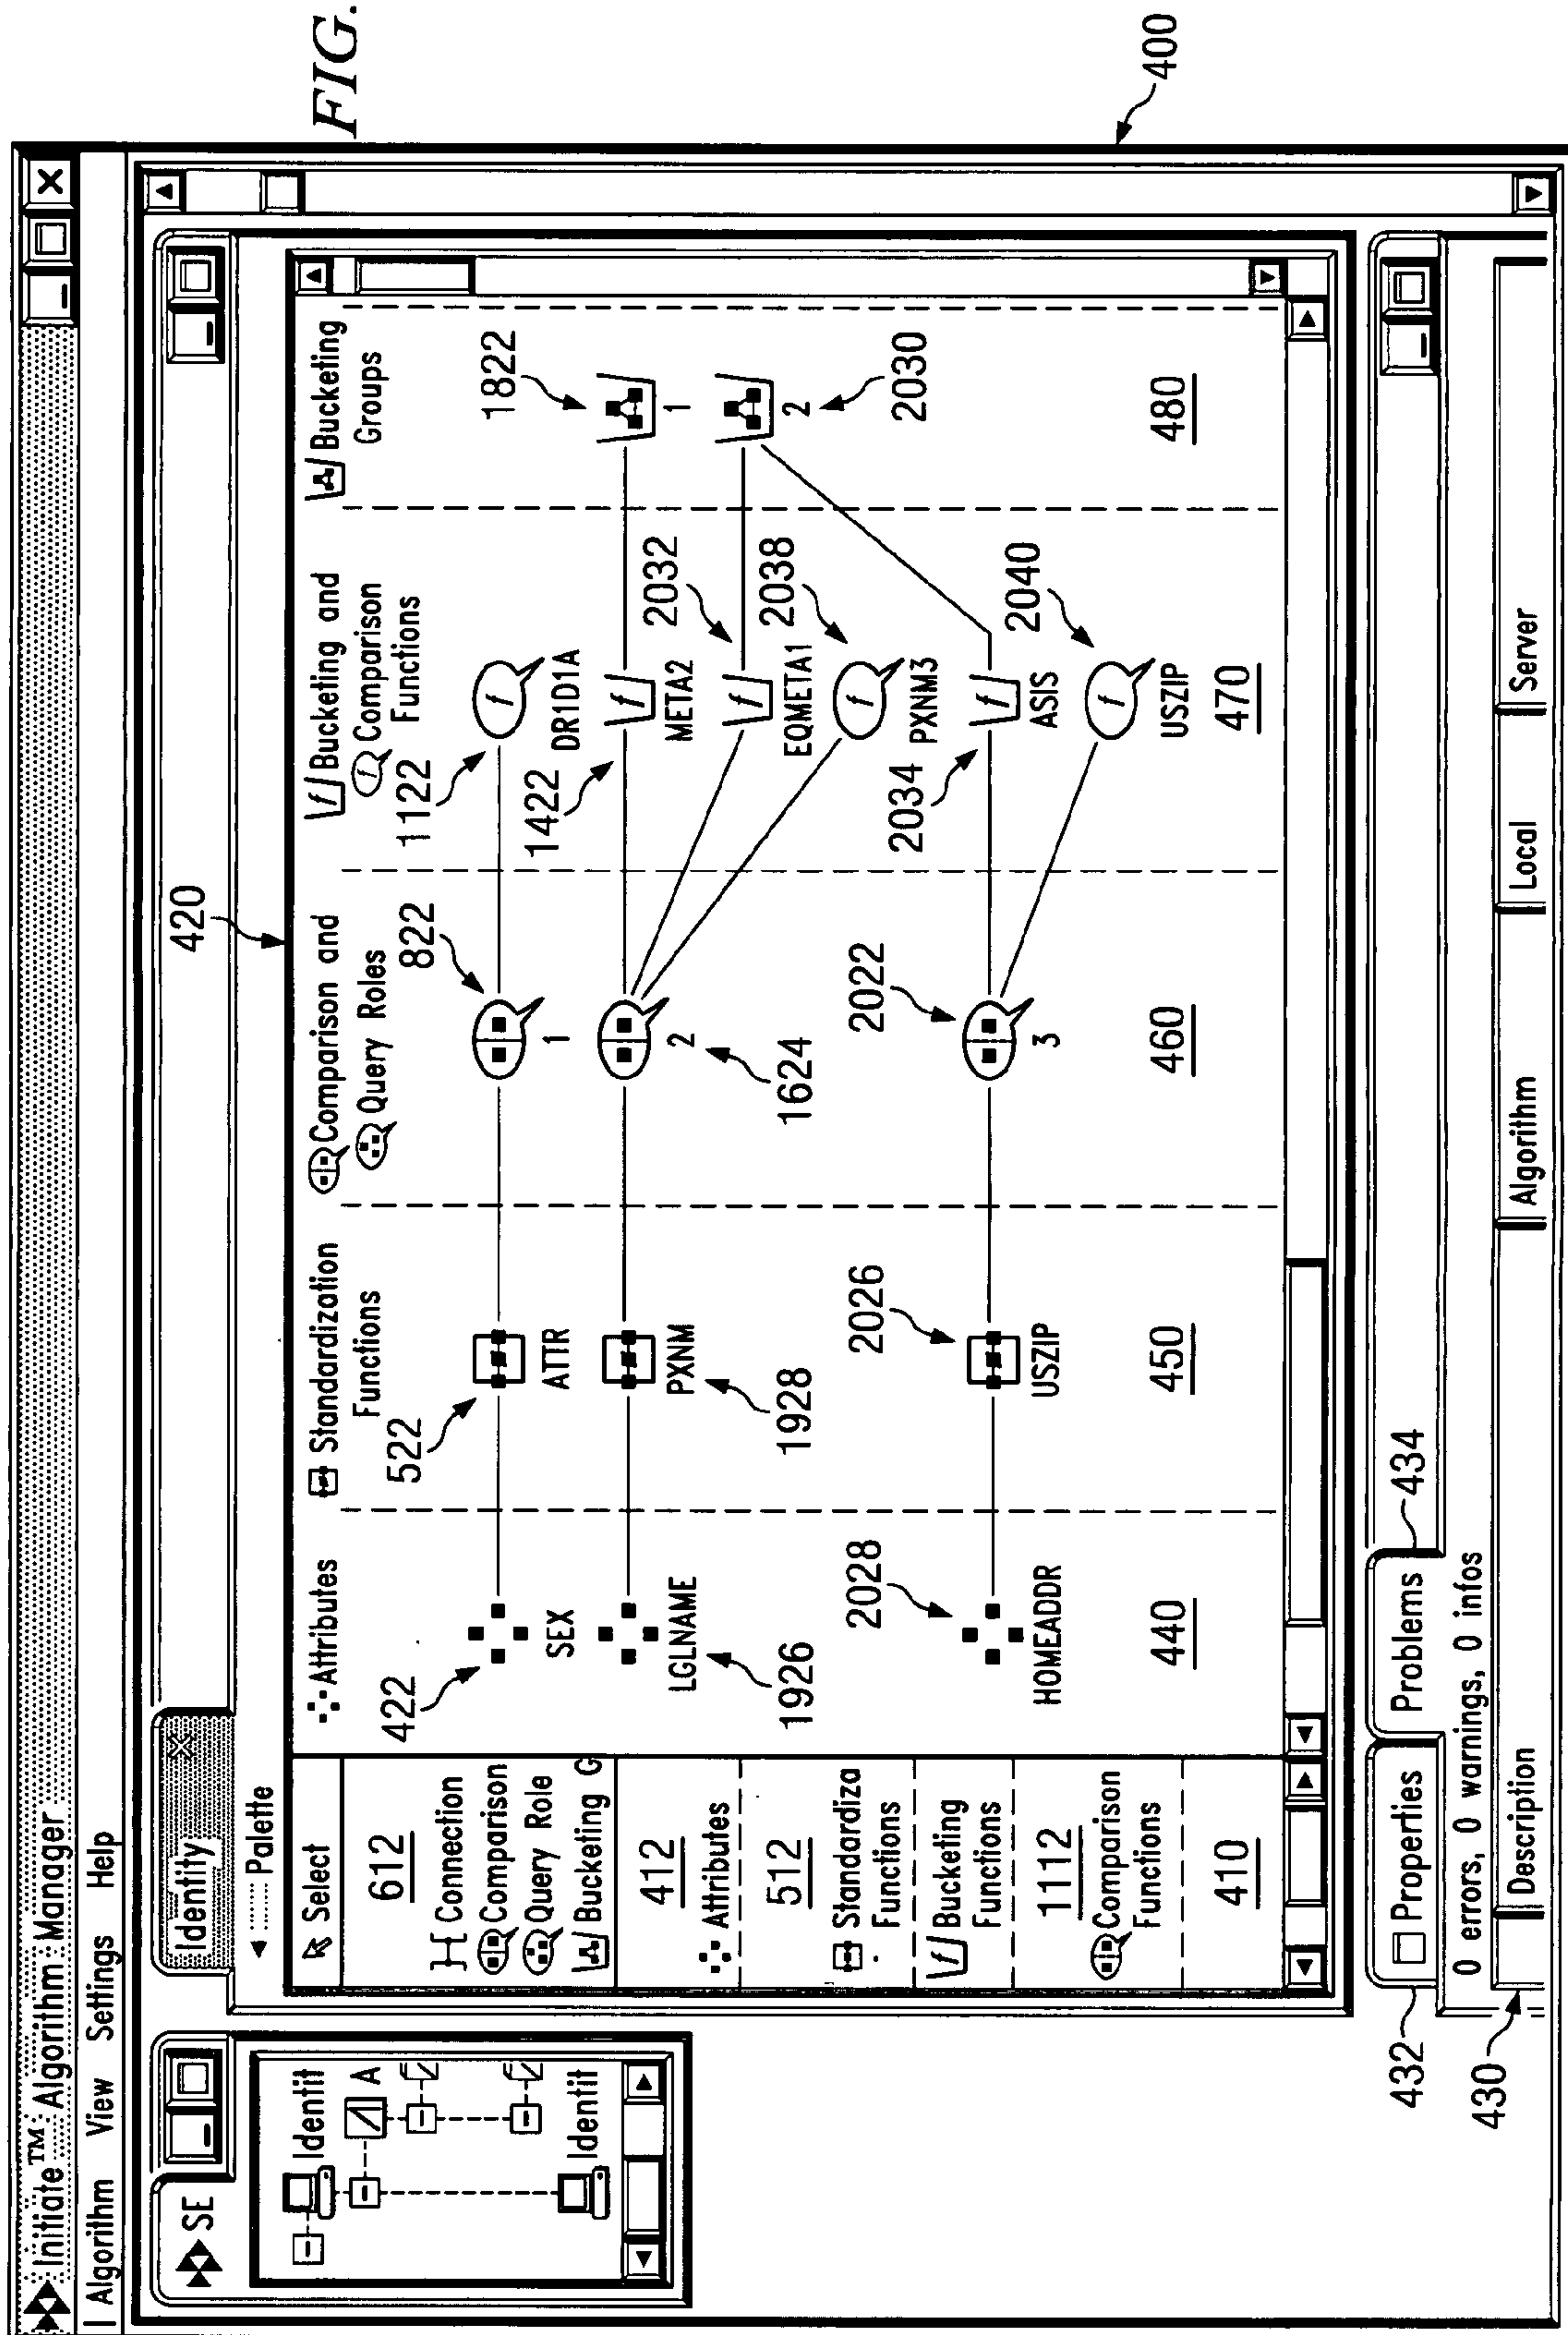 FIG.
Initiate™ Algorithm Manager
Algorithm View Settings Help
400
SE
Identit
A
Identit
Identity
420
Palette
Select
612
Connection
Comparison
Query Role
Bucketing G
412
Attributes
512
Standardiza
Functions
Bucketing
Functions
1112
Comparison
Functions
410
Attributes
422
SEX
LGLNAME
1926
2028
HOMEADDR
440
Standardization
Functions
522
ATTR
PXNM
1928
2026
USZIP
450
Comparison and
Query Roles
822
1
2
1624
2022
3
460
f Bucketing and
f Comparison
Functions
1122
f
DR1D1A
1422
f
META2
2032
f
EQMETA1
2038
f
PXNM3
2034
f
ASIS
2040
f
USZIP
470
Bucketing
Groups
1822
1
2
2030
480
432
Properties
Problems
434
0 errors, 0 warnings, 0 infos
430
Description
Algorithm
Local
Server